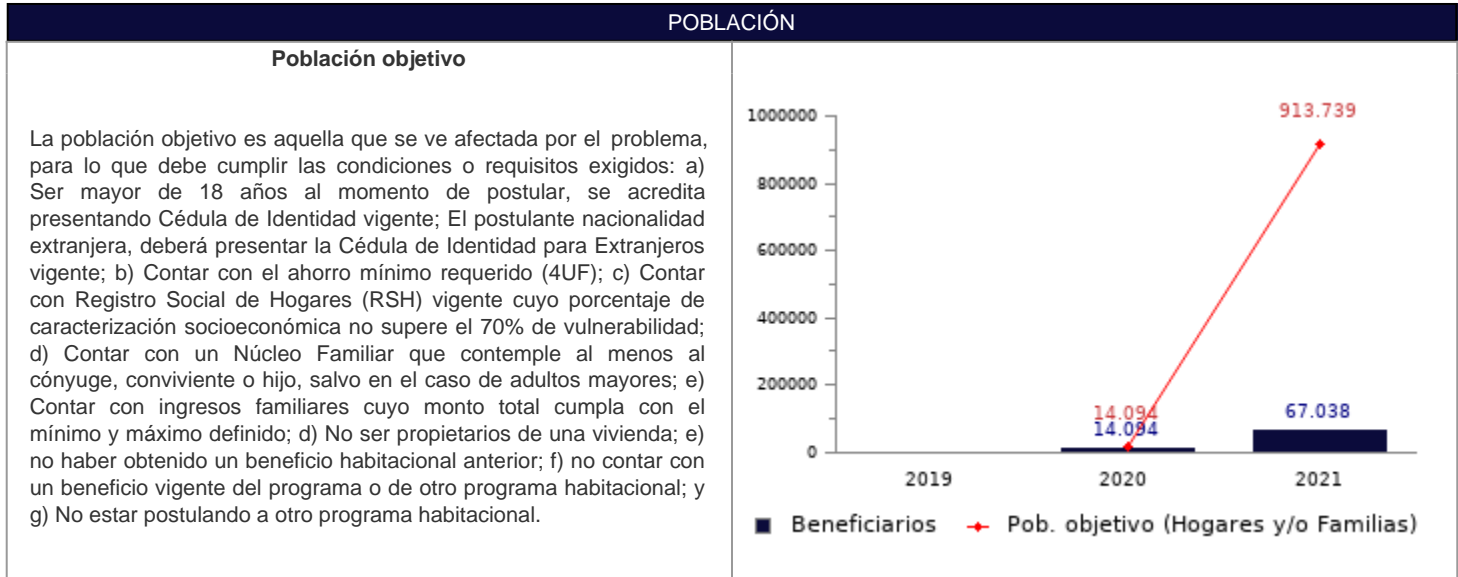 POBLACIÓN
Población objetivo
La población objetivo es aquella que se ve afectada por el problema,
para lo que debe cumplir las condiciones o requisitos exigidos: a)
Ser mayor de 18 años al momento de postular, se acredita
presentando Cédula de Identidad vigente; El postulante nacionalidad
extranjera, deberá presentar la Cédula de Identidad para Extranjeros
vigente; b) Contar con el ahorro mínimo requerido (4UF); c) Contar
con Registro Social de Hogares (RSH) vigente cuyo porcentaje de
caracterización socioeconómica no supere el 70% de vulnerabilidad;
d) Contar con un Núcleo Familiar que contemple al menos al
cónyuge, conviviente o hijo, salvo en el caso de adultos mayores; e)
Contar con ingresos familiares cuyo monto total cumpla con el
mínimo y máximo definido; d) No ser propietarios de una vivienda; e)
no haber obtenido un beneficio habitacional anterior; f) no contar con
un beneficio vigente del programa o de otro programa habitacional; y
g) No estar postulando a otro programa habitacional.
1000000
913.739
800000
600000
400000
200000
14.094
14.094
67.038
0
2019 2020 2021
Beneficiarios Pob. objetivo (Hogares y/o Familias)